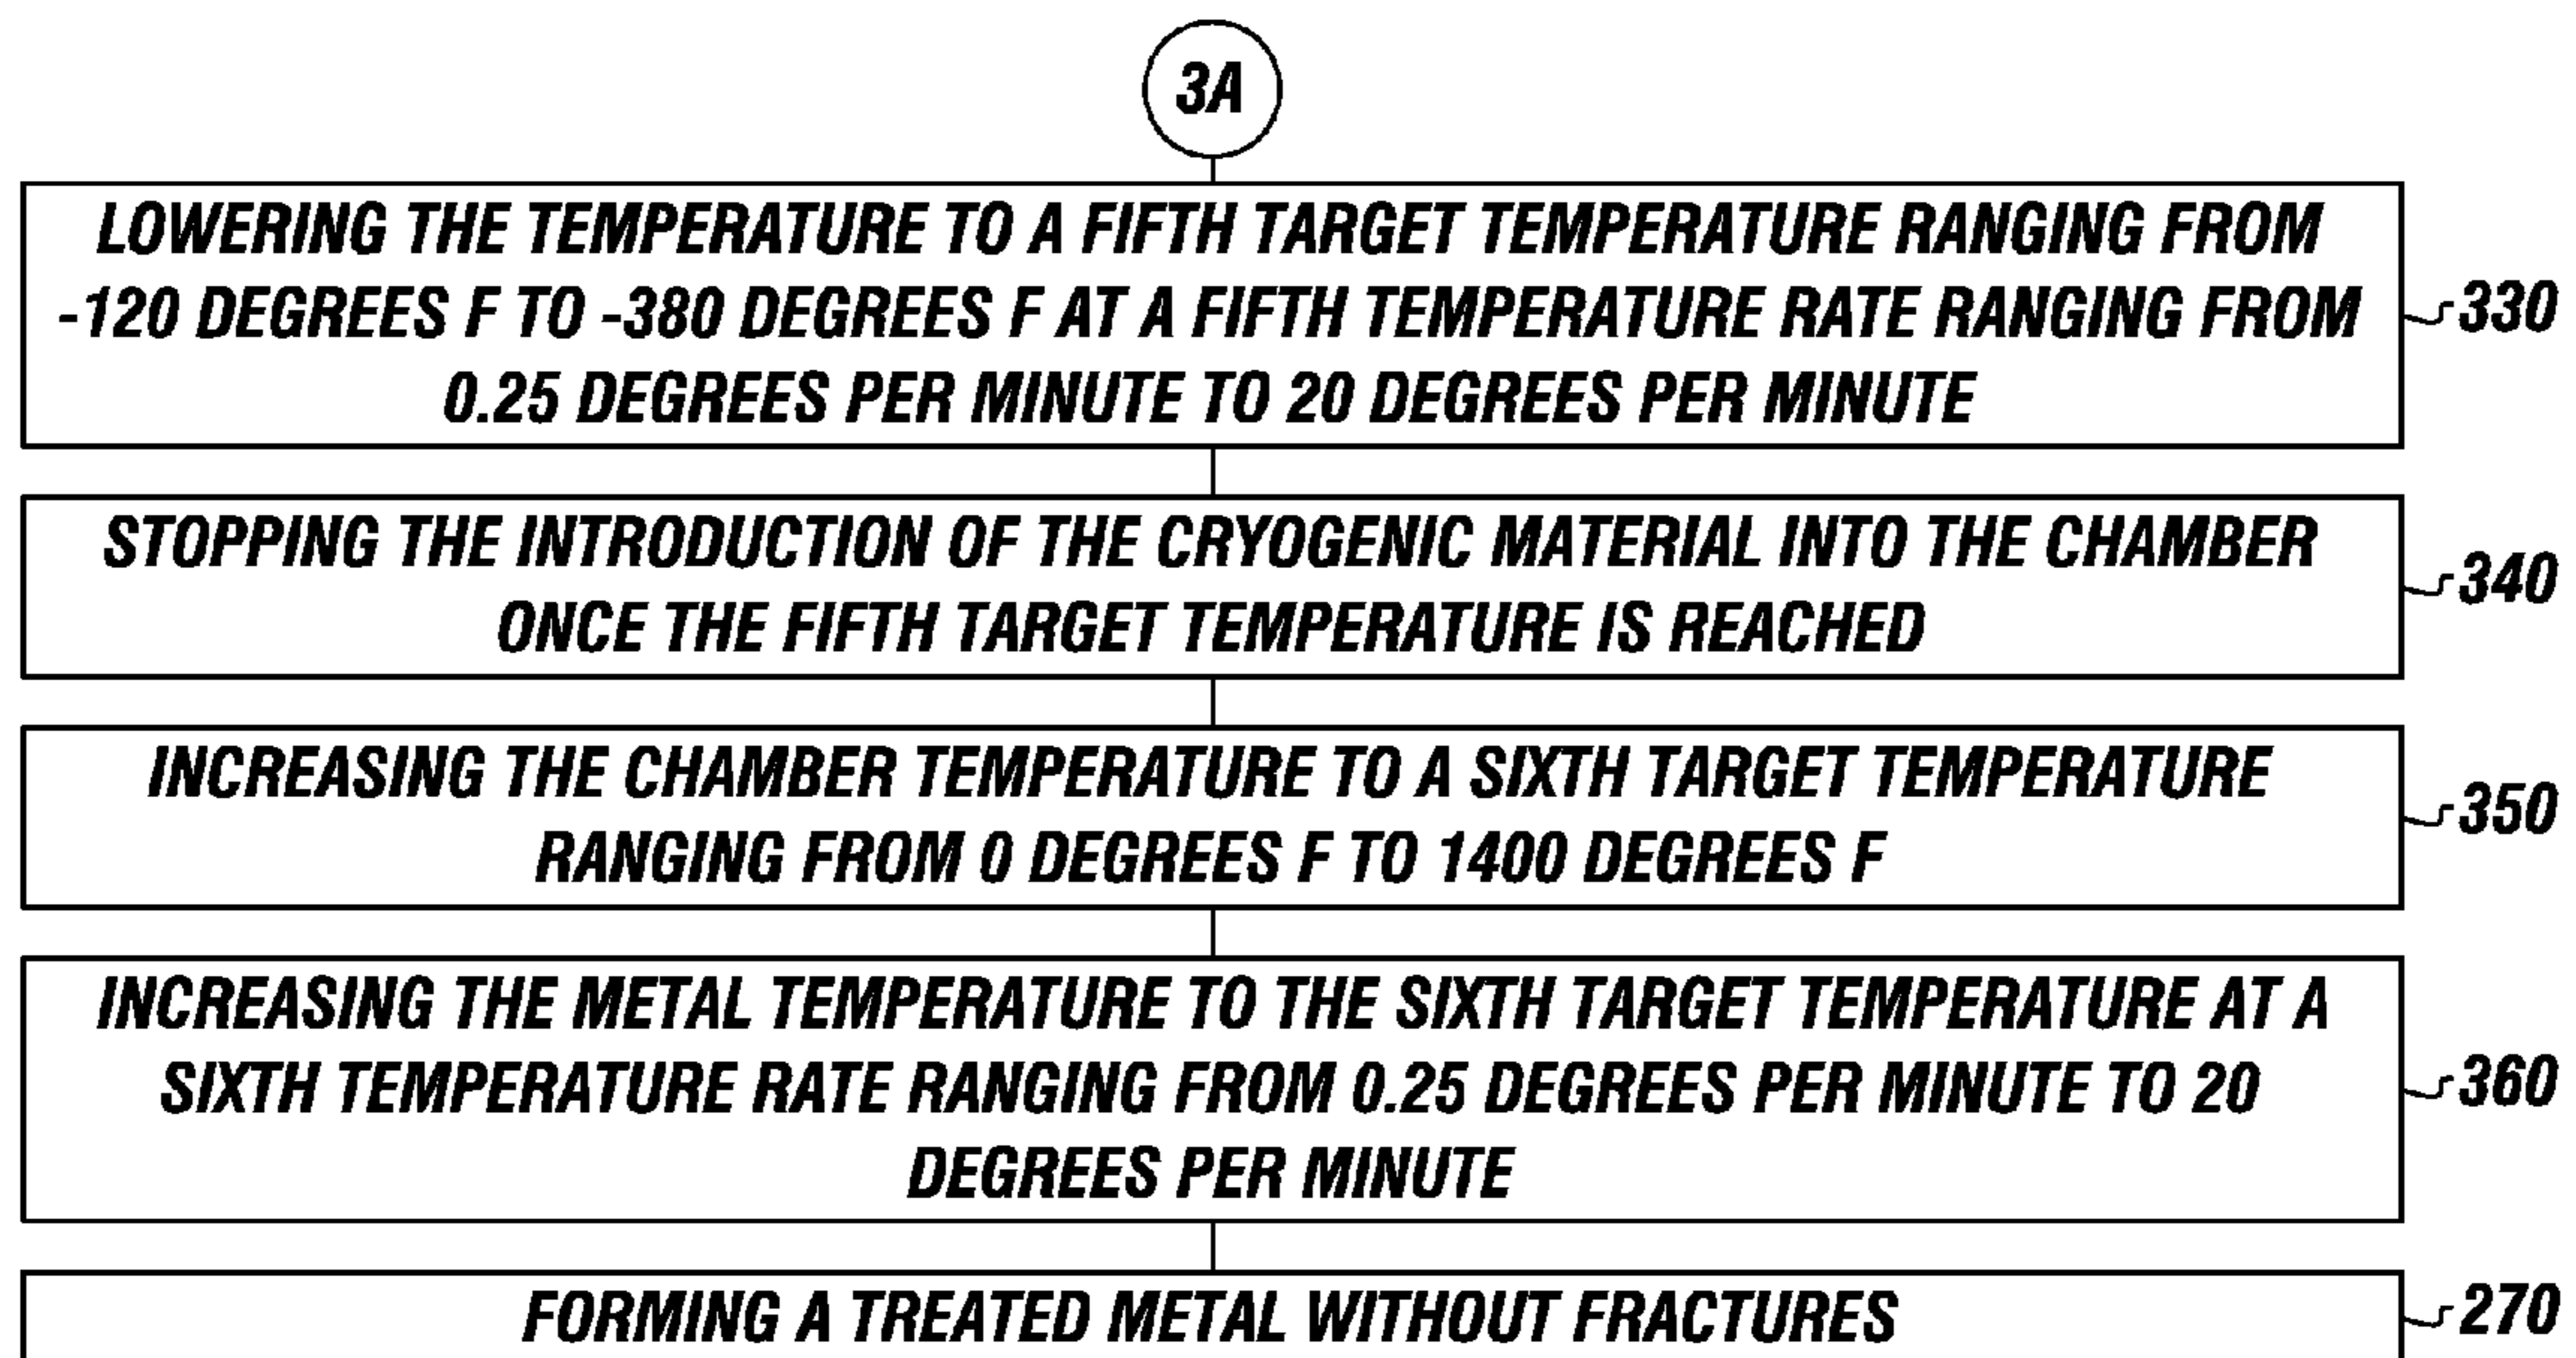 3A
LOWERING THE TEMPERATURE TO A FIFTH TARGET TEMPERATURE RANGING FROM
-120 DEGREES F TO -380 DEGREES F AT A FIFTH TEMPERATURE RATE RANGING FROM
0.25 DEGREES PER MINUTE TO 20 DEGREES PER MINUTE
330
STOPPING THE INTRODUCTION OF THE CRYOGENIC MATERIAL INTO THE CHAMBER
ONCE THE FIFTH TARGET TEMPERATURE IS REACHED
340
INCREASING THE CHAMBER TEMPERATURE TO A SIXTH TARGET TEMPERATURE
RANGING FROM 0 DEGREES F TO 1400 DEGREES F
350
INCREASING THE METAL TEMPERATURE TO THE SIXTH TARGET TEMPERATURE AT A
SIXTH TEMPERATURE RATE RANGING FROM 0.25 DEGREES PER MINUTE TO 20
DEGREES PER MINUTE
360
FORMING A TREATED METAL WITHOUT FRACTURES
270